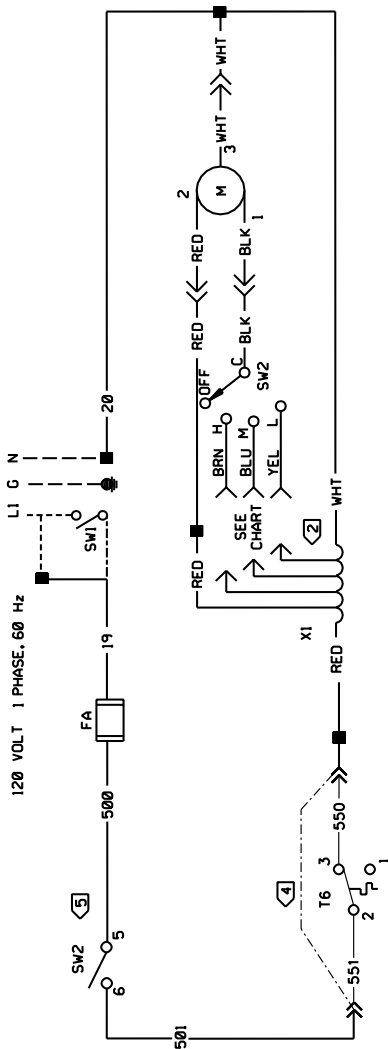 120 VOLT 1 PHASE, 60 Hz
L1
G
N
SW1
20
19
FA
500
5
SW2
5
6
501
551
2
T6
3
1
550
4
RED
X1
2
WHT
RED
SEE
CHART
BRN H
BLU M
YEL L
OFF
C
SW2
RED
RED
2
BLK
BLK
1
M
3
WHT
WHT